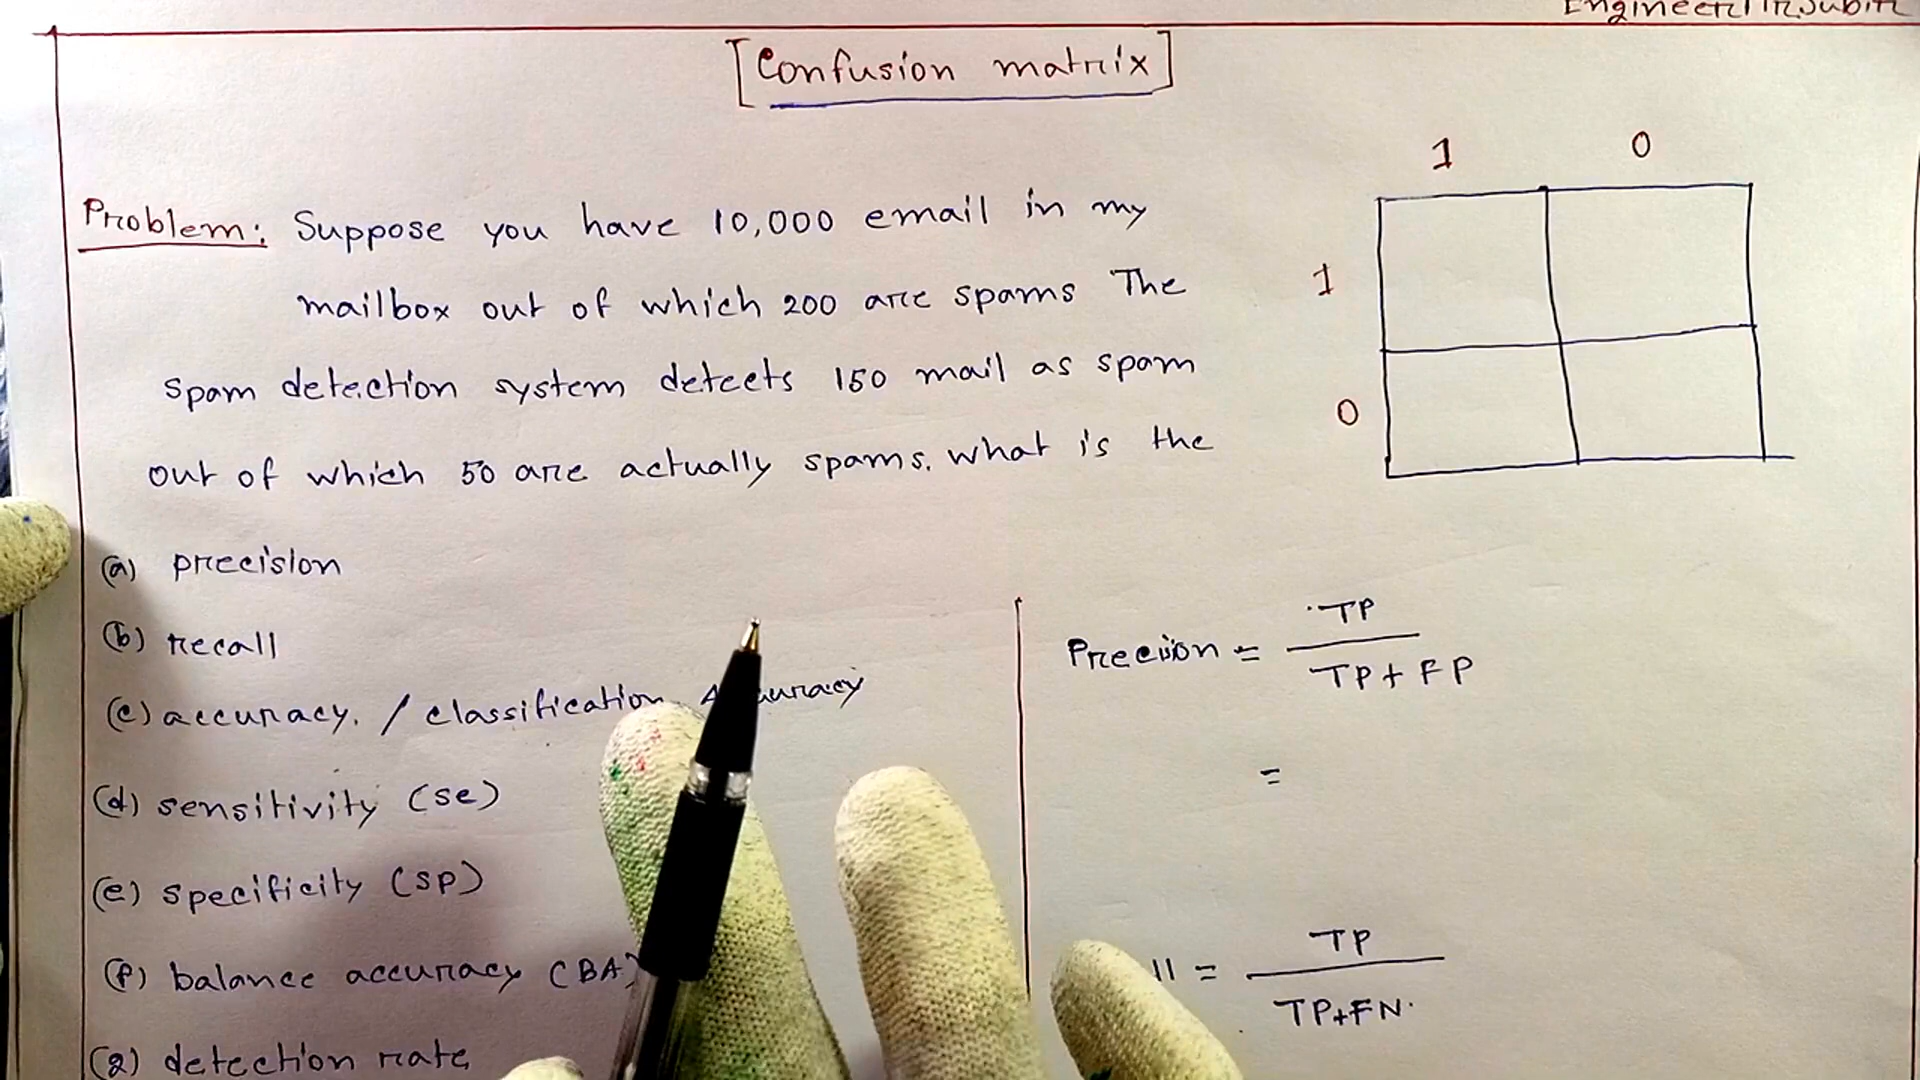 [Confusion matrix]
1 0
Problem: Suppose you have 10,000 email in my
mailbox out of which 200 are spams The
1
spam detection system detects 150 mail as spam
0
out of which 50 are actually spams. what is the
(a) precision
(b) recall
(c) accuracy. / classification
(d) sensitivity (se)
(e) specificity (sp)
(f) balance accuracy (BA)
(g) detection rate
TP
Precision =
TP + FP
=
TP
ll =
TP+FN.